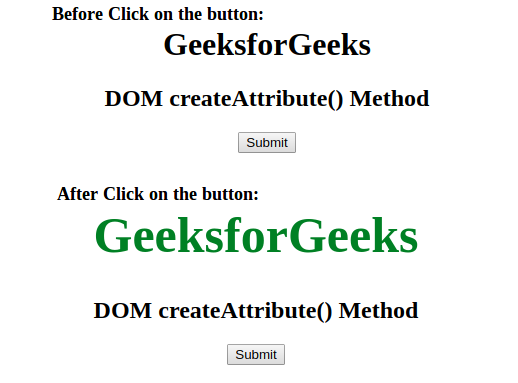 Before Click on the button:
GeeksforGeeks
DOM createAttribute() Method
Submit
After Click on the button:
GeeksforGeeks
DOM createAttribute() Method
Submit